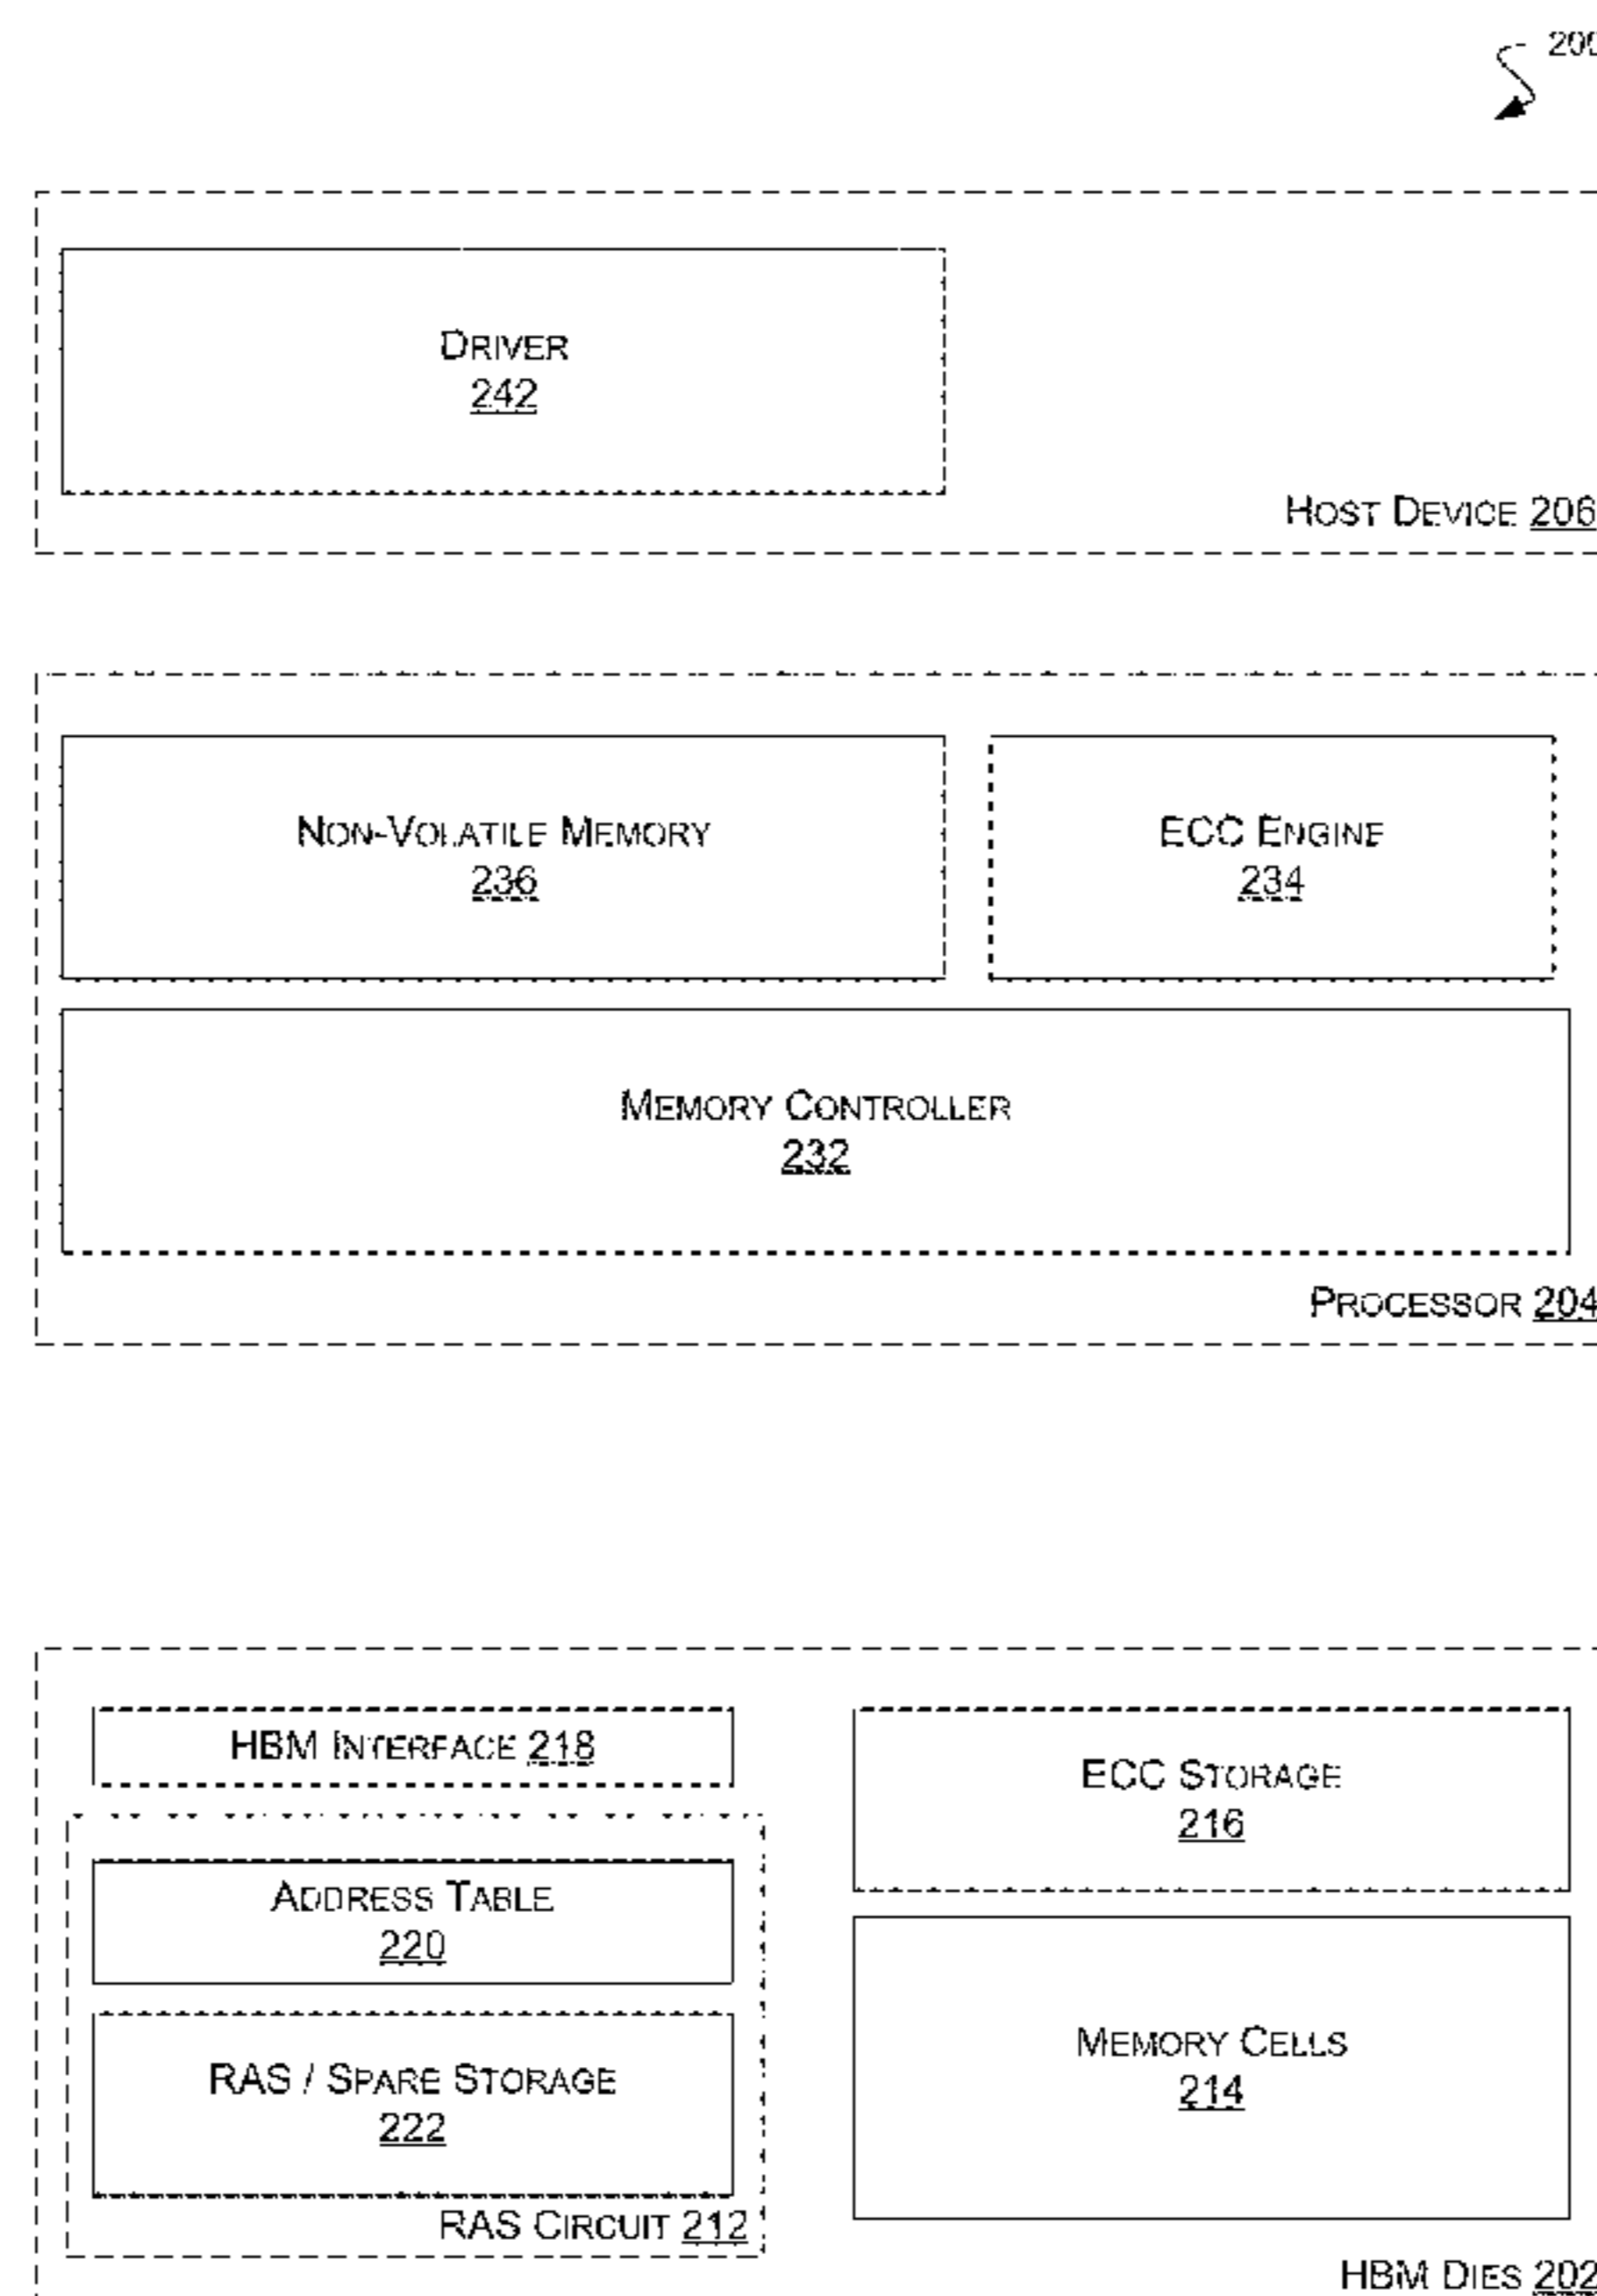 200
DRIVER
242
HOST DEVICE 206
NON-VOLATILE MEMORY
236
ECC ENGINE
234
MEMORY CONTROLLER
232
PROCESSOR 204
HBM INTERFACE 218
ADDRESS TABLE
220
RAS / SPARE STORAGE
222
RAS CIRCUIT 212
ECC STORAGE
216
MEMORY CELLS
214
HBM DIES 202